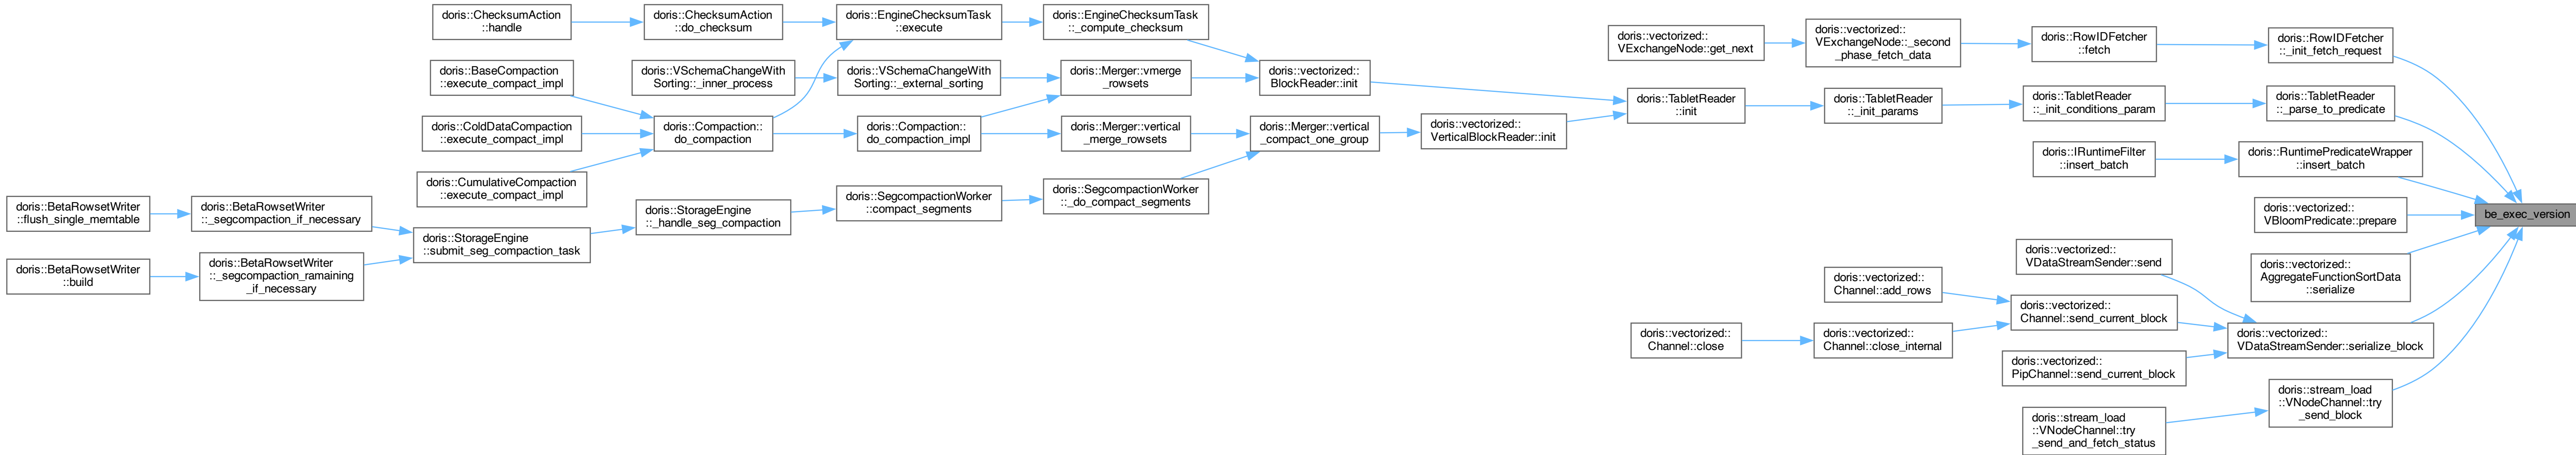 doris::ChecksumAction
::handle
doris::ChecksumAction
::do_checksum
doris::EngineChecksumTask
::execute
doris::EngineChecksumTask
::_compute_checksum
doris::vectorized::
VExchangeNode::get_next
doris::vectorized::
VExchangeNode::_second
_phase_fetch_data
doris::RowIDFetcher
::fetch
doris::RowIDFetcher
::_init_fetch_request
doris::BaseCompaction
::execute_compact_impl
doris::VSchemaChangeWith
Sorting::_inner_process
doris::VSchemaChangeWith
Sorting::_external_sorting
doris::Merger::vmerge
_rowsets
doris::vectorized::
BlockReader::init
doris::TabletReader
::init
doris::TabletReader
::_init_params
doris::TabletReader
::_init_conditions_param
doris::TabletReader
::_parse_to_predicate
doris::ColdDataCompaction
::execute_compact_impl
doris::Compaction::
do_compaction
doris::Compaction::
do_compaction_impl
doris::Merger::vertical
_merge_rowsets
doris::Merger::vertical
_compact_one_group
doris::vectorized::
VerticalBlockReader::init
doris::IRuntimeFilter
::insert_batch
doris::RuntimePredicateWrapper
::insert_batch
doris::CumulativeCompaction
::execute_compact_impl
doris::BetaRowsetWriter
::flush_single_memtable
doris::BetaRowsetWriter
::_segcompaction_if_necessary
doris::StorageEngine
::_handle_seg_compaction
doris::SegcompactionWorker
::compact_segments
doris::SegcompactionWorker
::_do_compact_segments
doris::vectorized::
VBloomPredicate::prepare
be_exec_version
doris::StorageEngine
::submit_seg_compaction_task
doris::BetaRowsetWriter
::build
doris::BetaRowsetWriter
::_segcompaction_ramaining
_if_necessary
doris::vectorized::
VDataStreamSender::send
doris::vectorized::
AggregateFunctionSortData
::serialize
doris::vectorized::
Channel::add_rows
doris::vectorized::
Channel::send_current_block
doris::vectorized::
Channel::close
doris::vectorized::
Channel::close_internal
doris::vectorized::
VDataStreamSender::serialize_block
doris::vectorized::
PipChannel::send_current_block
doris::stream_load
::VNodeChannel::try
_send_block
doris::stream_load
::VNodeChannel::try
_send_and_fetch_status